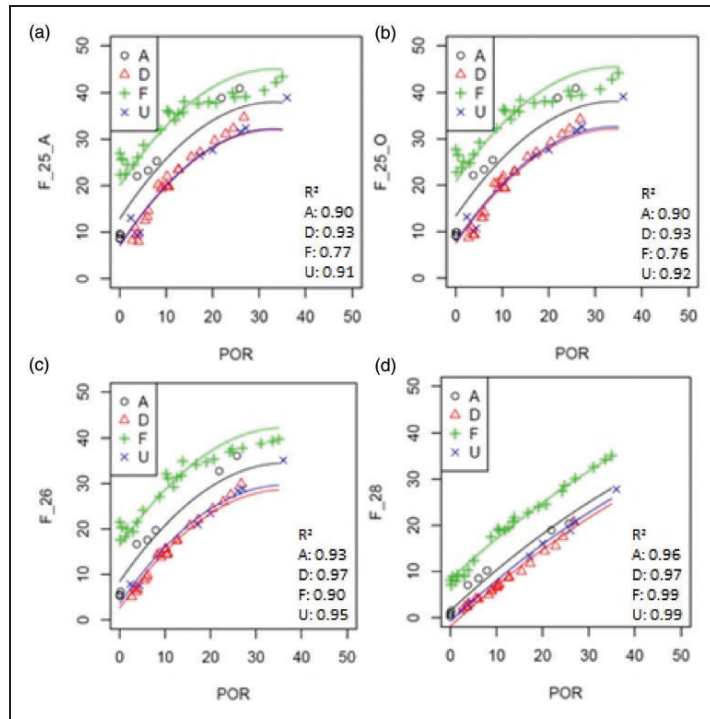 (a)
50
40
30
20
10
0
F_25_A
A
D
F
U
R²
A: 0.90
D: 0.93
F: 0.77
U: 0.91
0 10 20 30 40 50
POR
(b)
50
40
30
20
10
0
F_25_O
A
D
F
U
R²
A: 0.90
D: 0.93
F: 0.76
U: 0.92
0 10 20 30 40 50
POR
(c)
50
40
30
20
10
0
F_26
A
D
F
U
R²
A: 0.93
D: 0.97
F: 0.90
U: 0.95
0 10 20 30 40 50
POR
(d)
50
40
30
20
10
0
F_28
A
D
F
U
R²
A: 0.96
D: 0.97
F: 0.99
U: 0.99
0 10 20 30 40 50
POR